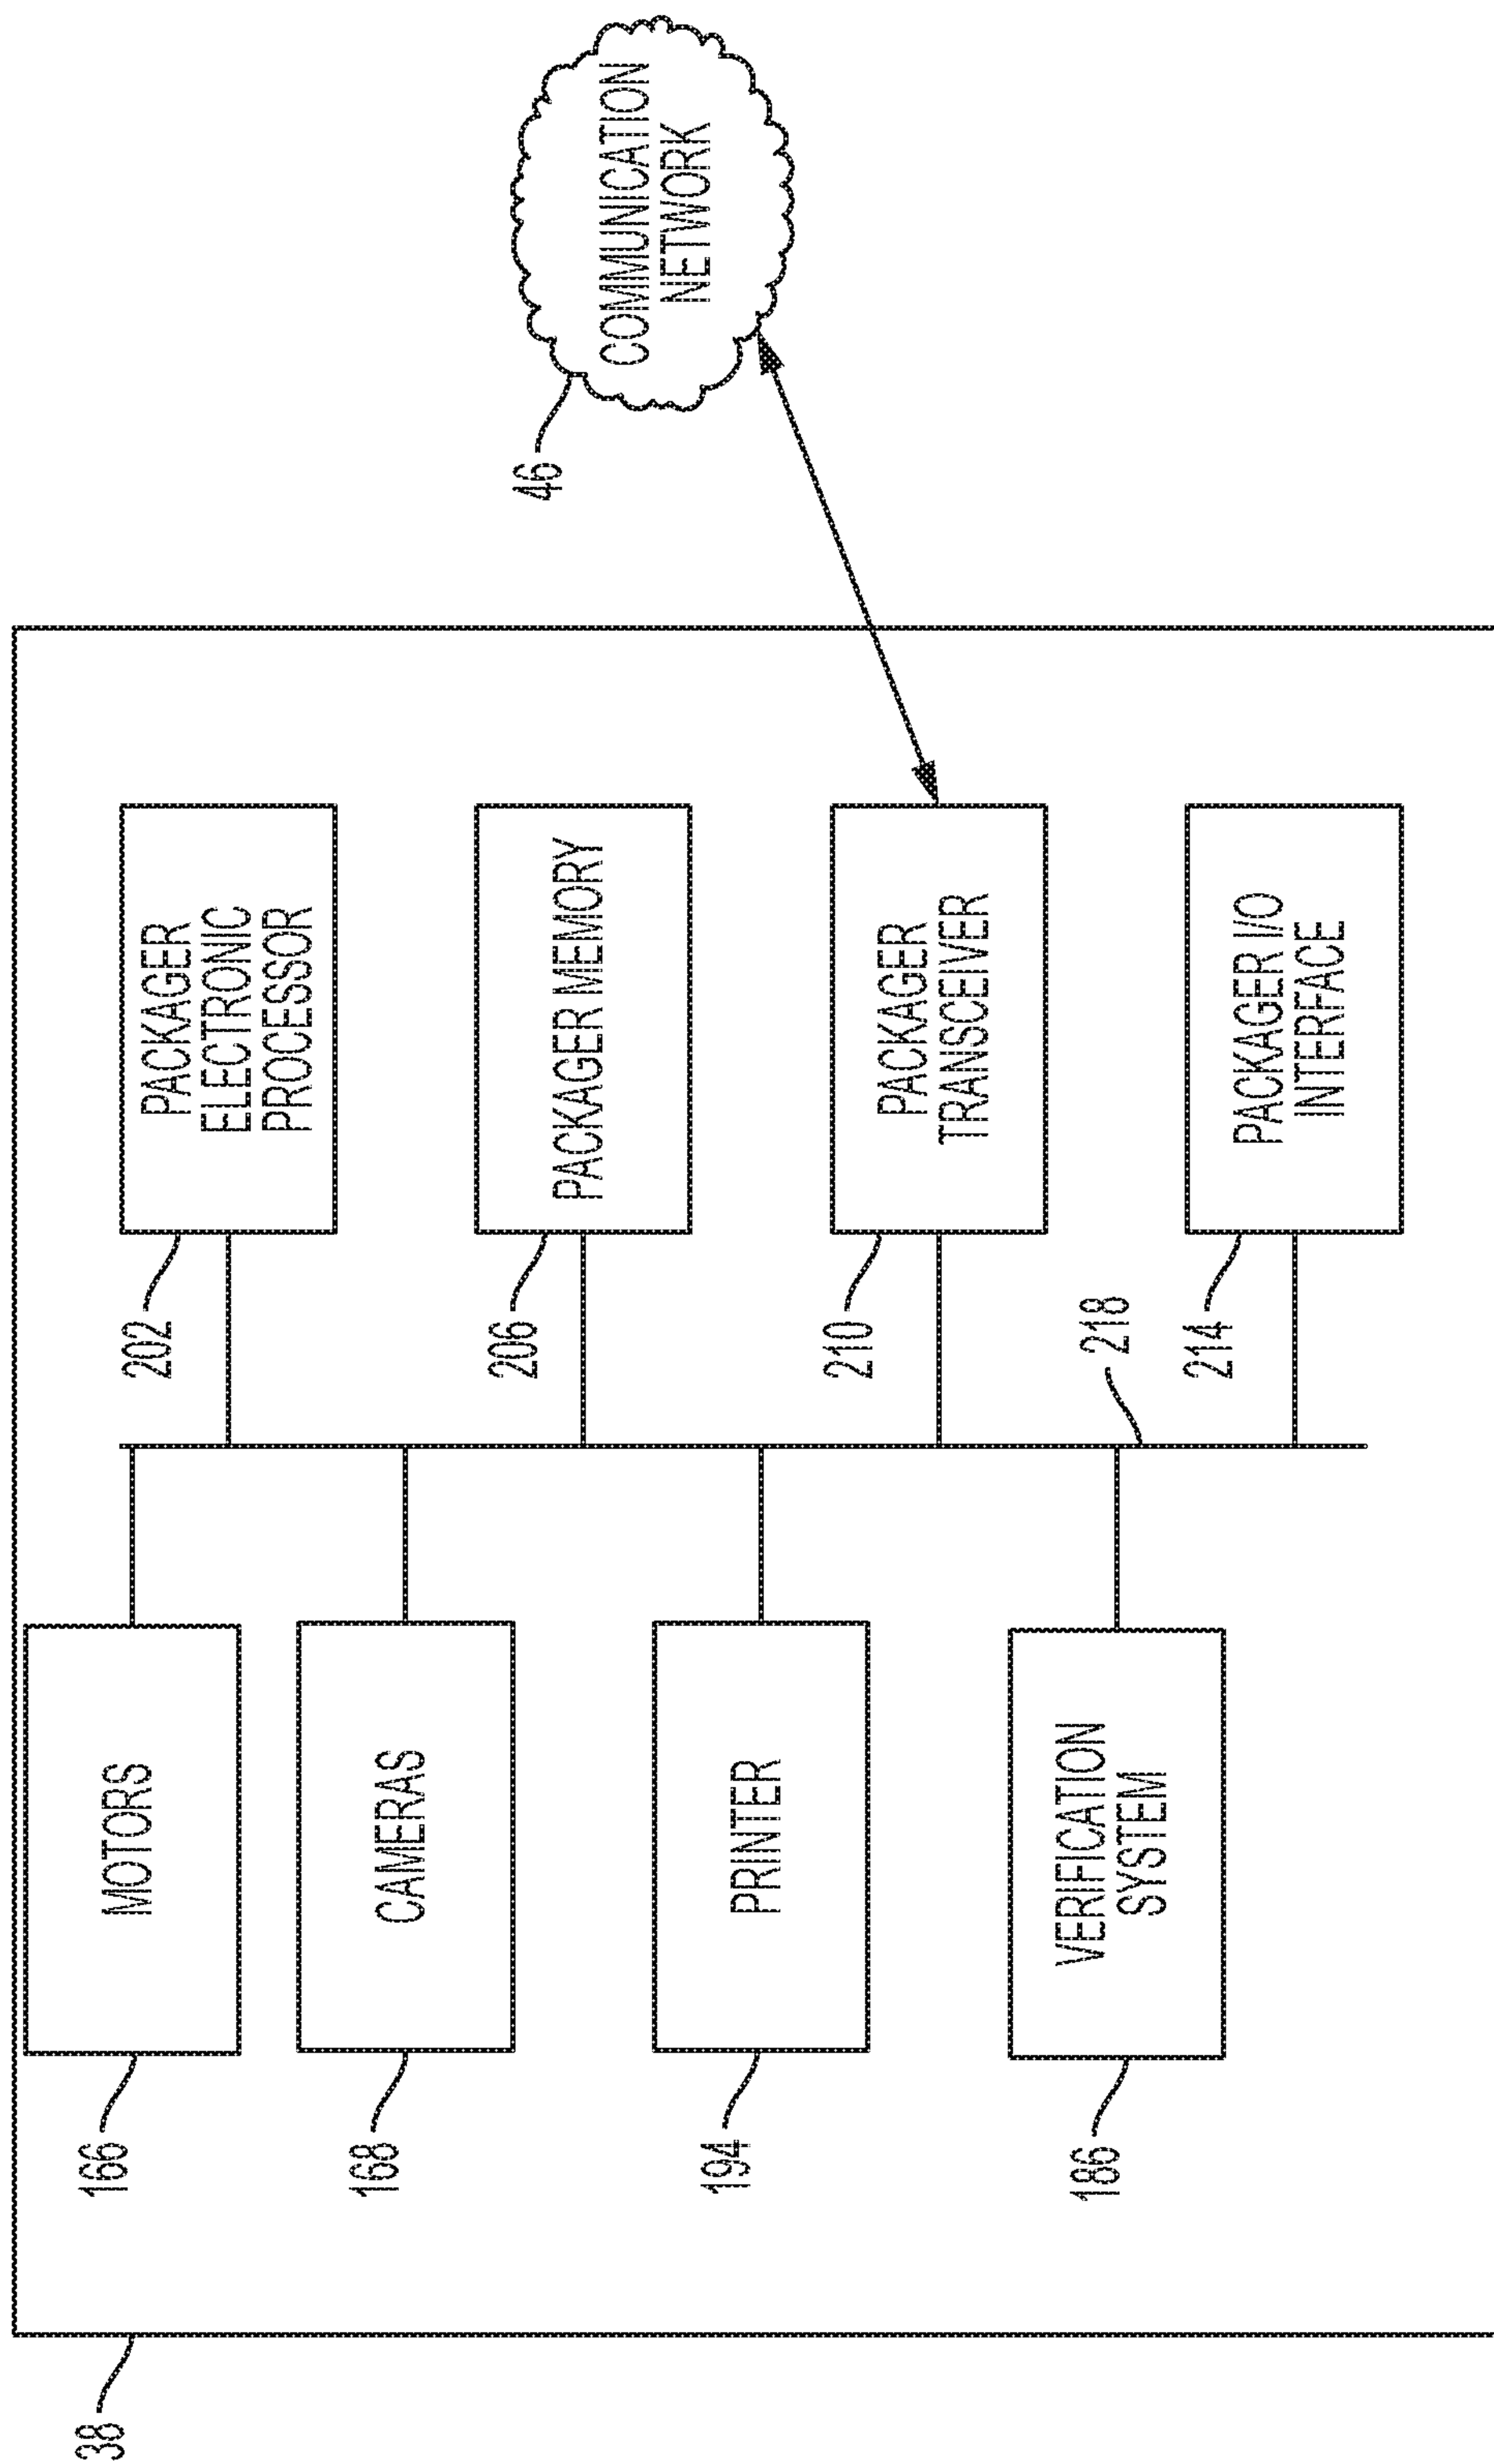 38
166
MOTORS
168
CAMERAS
194
PRINTER
186
VERIFICATION
SYSTEM
218
202
PACKAGER
ELECTRONIC
PROCESSOR
206
PACKAGER MEMORY
210
PACKAGER
TRANSCEIVER
214
PACKAGER I/O
INTERFACE
46
COMMUNICATION
NETWORK